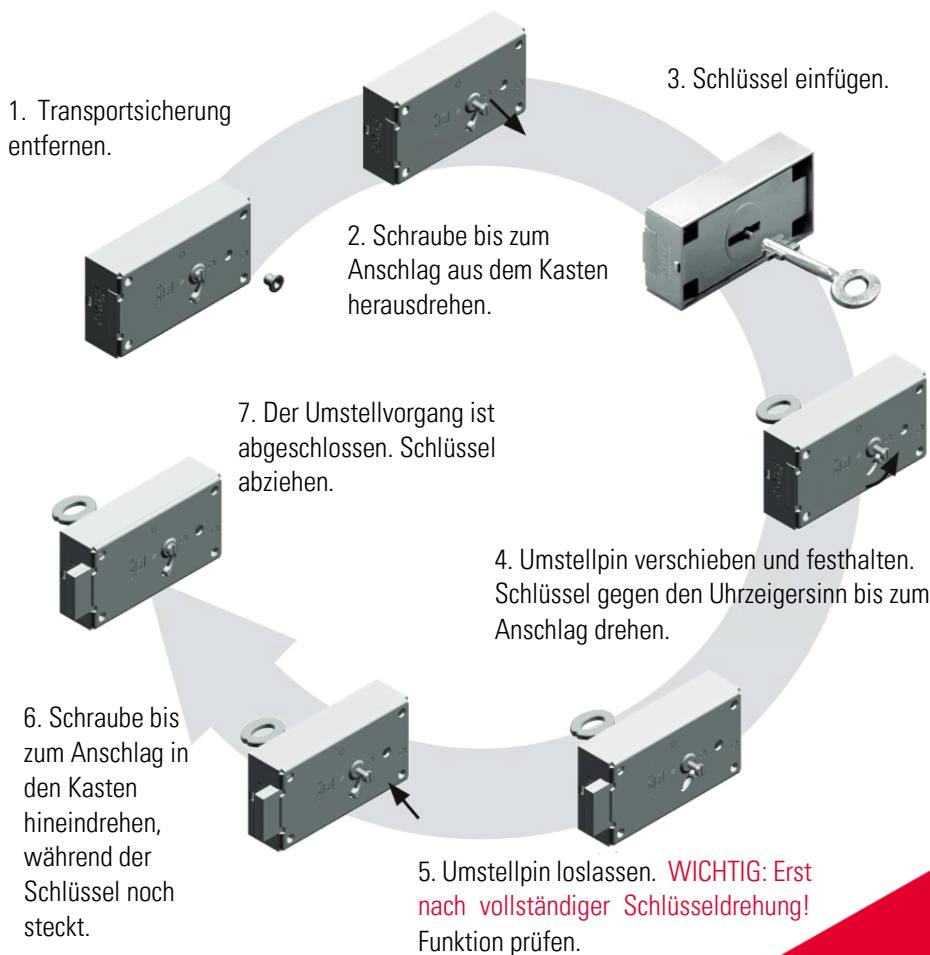 1. Transportsicherung
entfernen.
2. Schraube bis zum
Anschlag aus dem Kasten
herausdrehen.
3. Schlüssel einfügen.
4. Umstellpin verschieben und festhalten.
Schlüssel gegen den Uhrzeigersinn bis zum
Anschlag drehen.
5. Umstellpin loslassen. WICHTIG: Erst
nach vollständiger Schlüsseldrehung!
Funktion prüfen.
6. Schraube bis
zum Anschlag in
den Kasten
hineindrehen,
während der
Schlüssel noch
steckt.
7. Der Umstellvorgang ist
abgeschlossen. Schlüssel
abziehen.